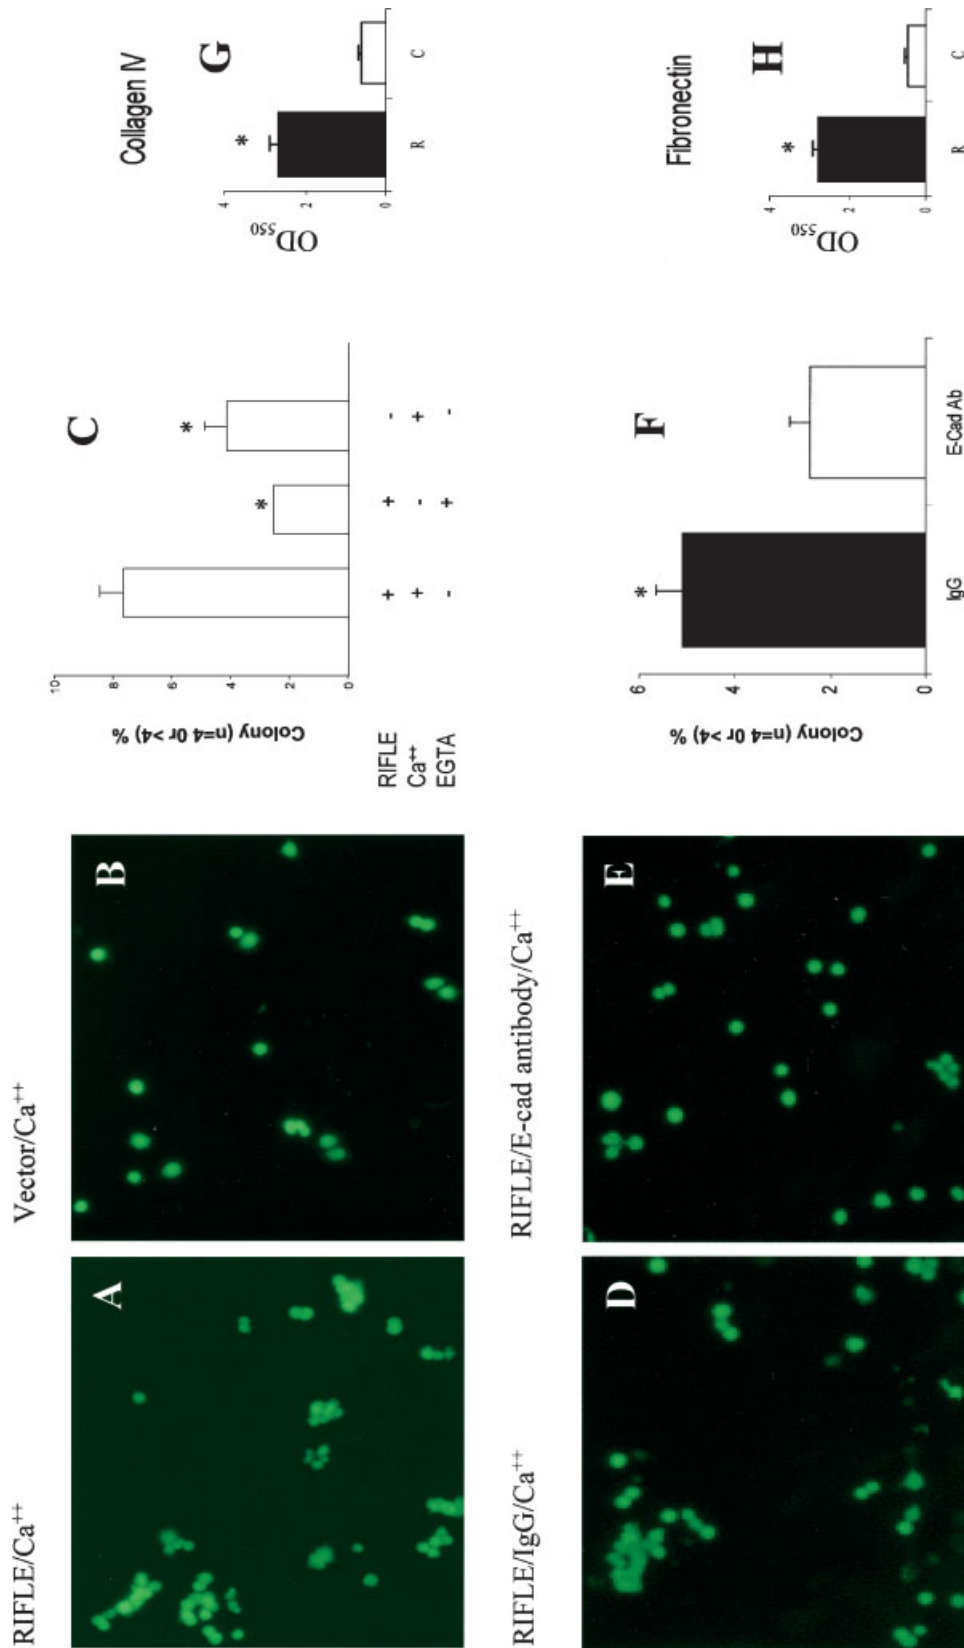 RIFLE/Ca++
Vector/Ca++
A
B
C
Colony (n=4 0r >4) %
10
8
6
4
2
0
*
*
RIFLE + + -
Ca++ + - +
EGTA - + -
Collagen IV
G
OD550
4
2
0
*
R C
RIFLE/IgG/Ca++
RIFLE/E-cad antibody/Ca++
D
E
F
Colony (n=4 0r >4) %
6
4
2
0
*
IgG E-Cad Ab
Fibronectin
H
OD550
4
2
0
*
R C